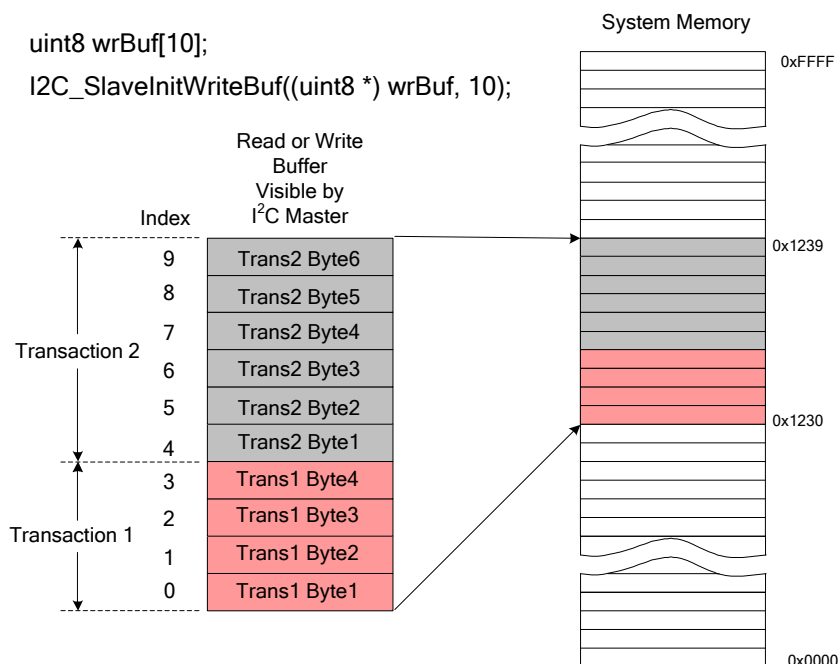 uint8 wrBuf[10];
I2C_SlaveInitWriteBuf((uint8 *) wrBuf, 10);
System Memory
0xFFFF
Read or Write
Buffer
Visible by
I²C Master
Index
9 Trans2 Byte6
8 Trans2 Byte5
7 Trans2 Byte4
6 Trans2 Byte3
5 Trans2 Byte2
4 Trans2 Byte1
3 Trans1 Byte4
2 Trans1 Byte3
1 Trans1 Byte2
0 Trans1 Byte1
Transaction 2
Transaction 1
0x1239
0x1230
0x0000